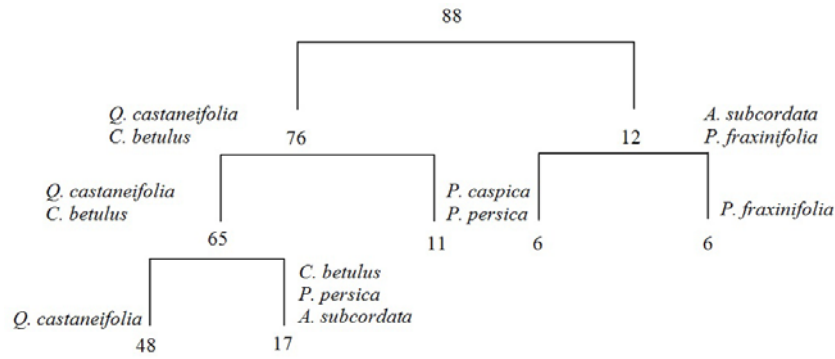 88
Q. castaneifolia
C. betulus
76
12
A. subcordata
P. fraxinifolia
Q. castaneifolia
C. betulus
65
11
P. caspica
P. persica
6
6
P. fraxinifolia
Q. castaneifolia
48
17
C. betulus
P. persica
A. subcordata